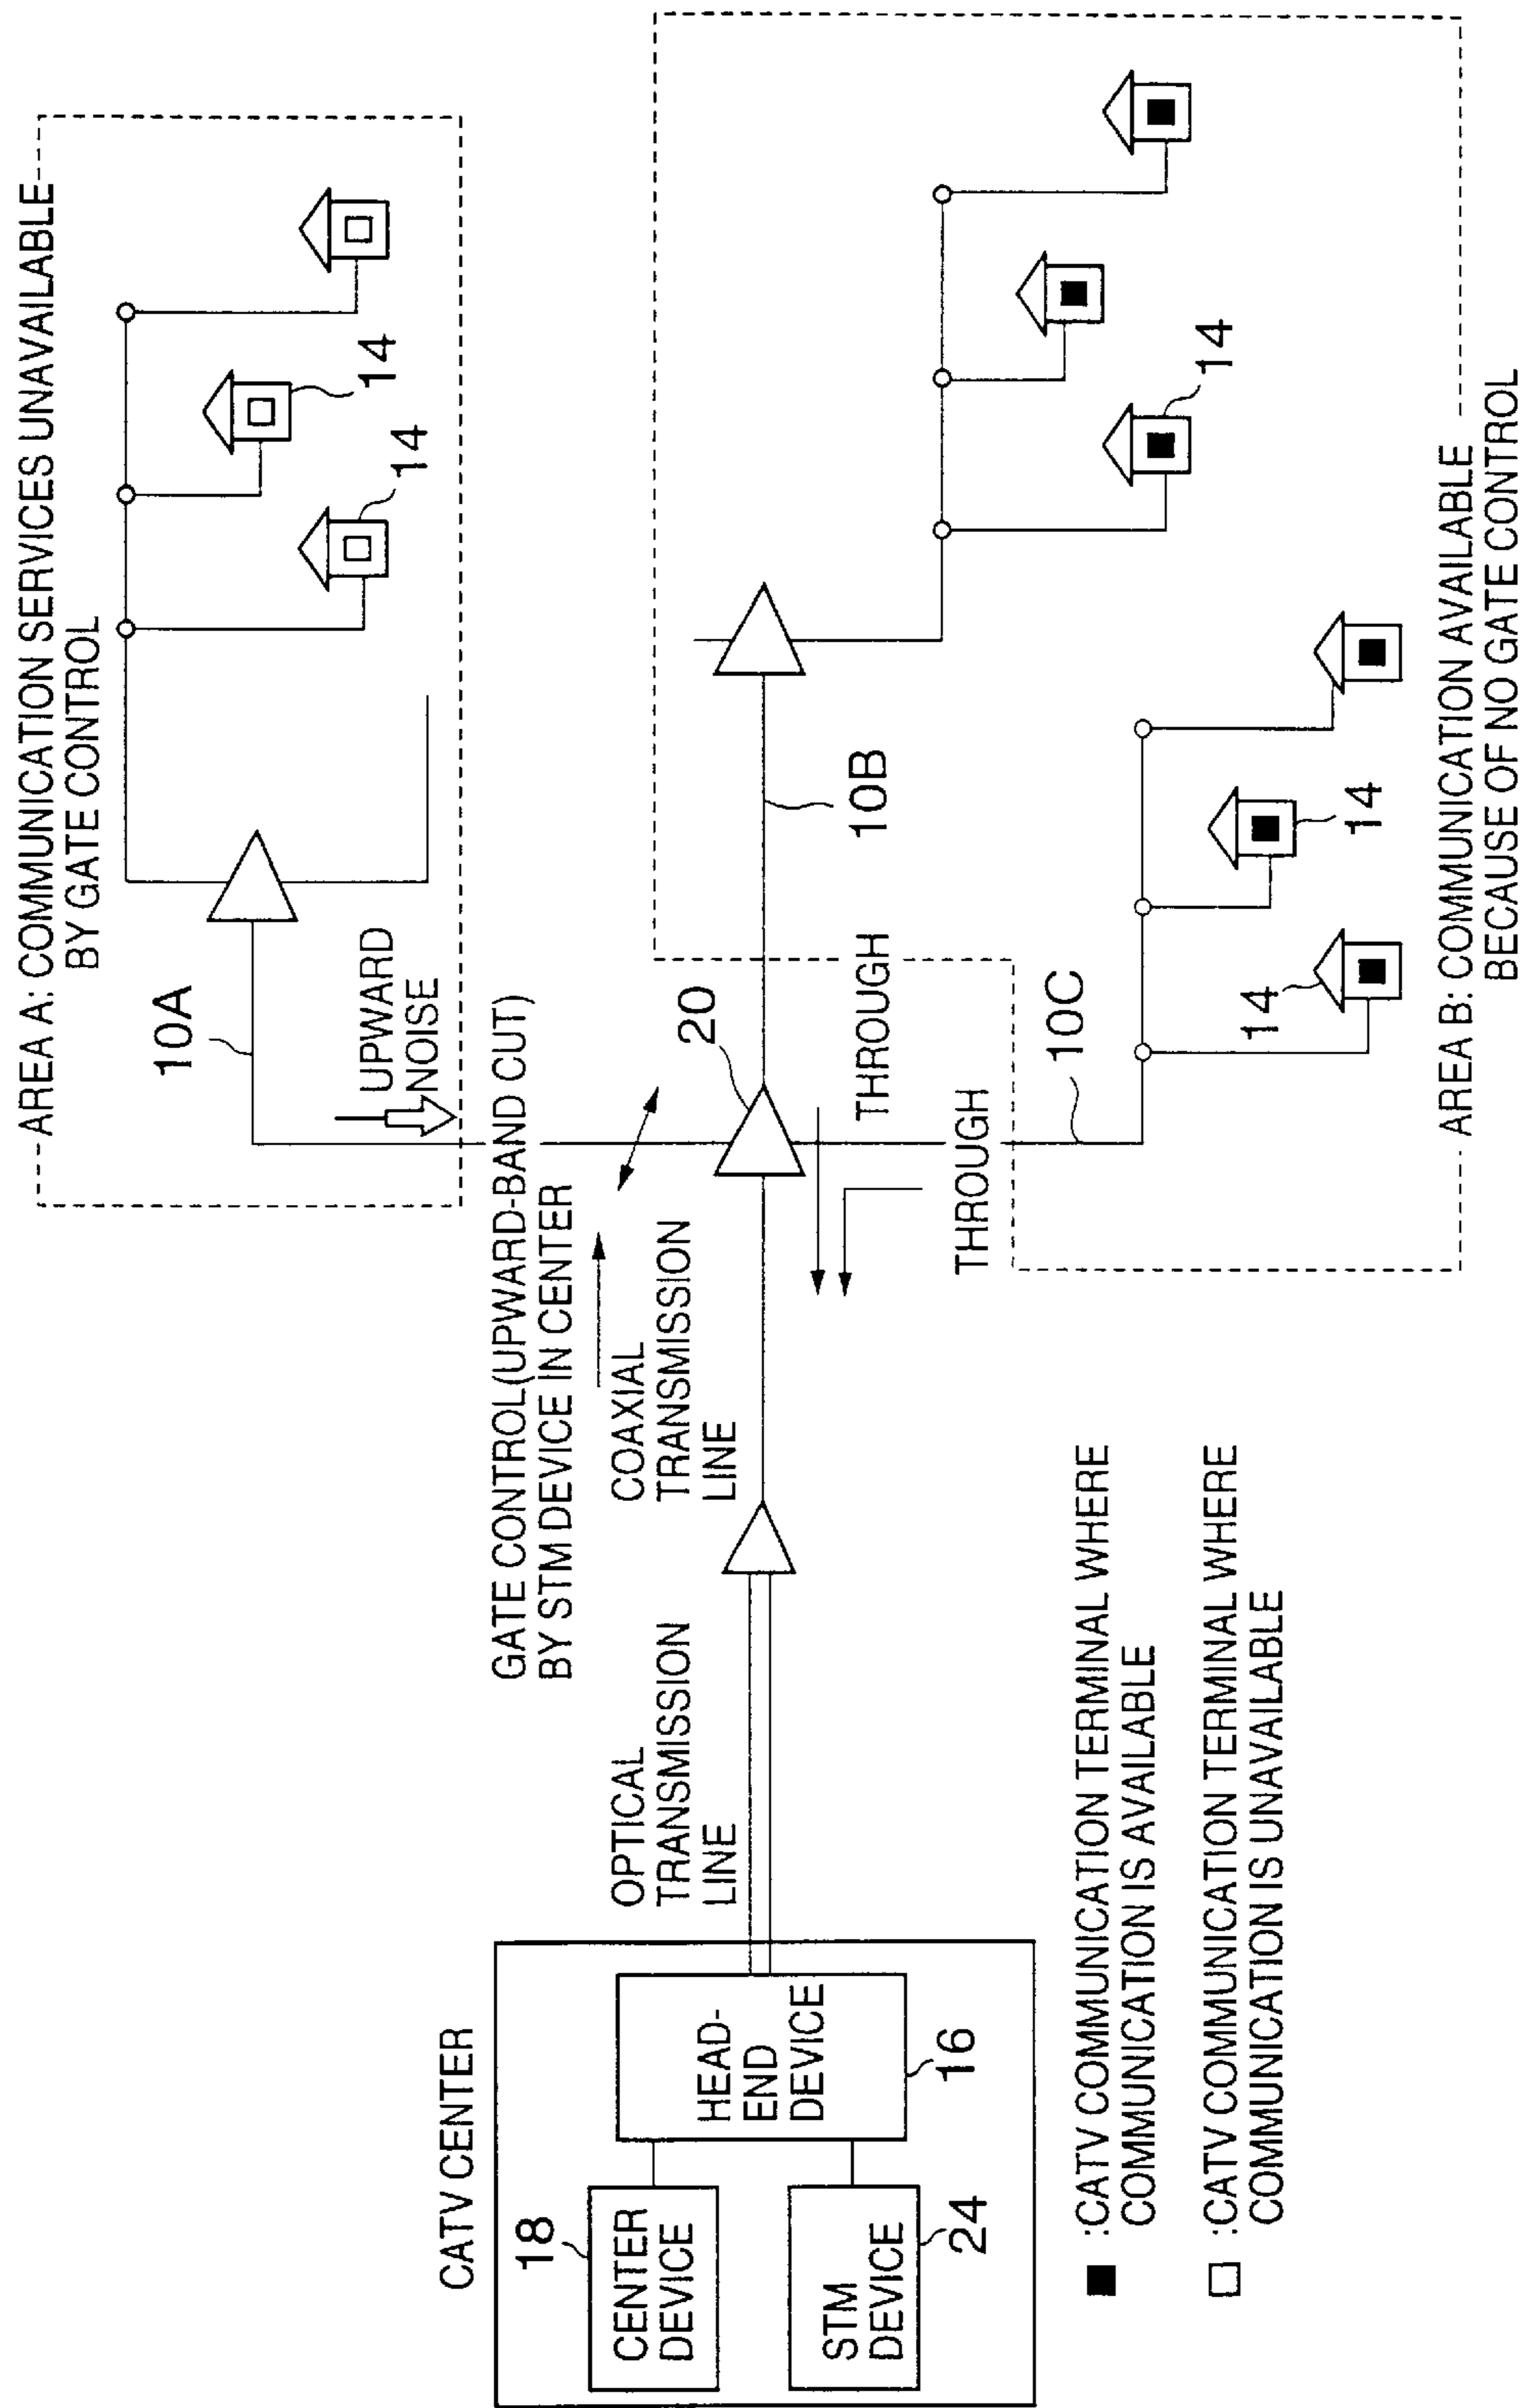 AREA A: COMMUNICATION SERVICES UNAVAILABLE
BY GATE CONTROL
10A
UPWARD
NOISE
14
14
CATV CENTER
18
CENTER
DEVICE
STM
DEVICE
24
HEAD-
END
DEVICE
16
OPTICAL
TRANSMISSION
LINE
GATE CONTROL(UPWARD-BAND CUT)
BY STM DEVICE IN CENTER
COAXIAL
TRANSMISSION
LINE
20
THROUGH
THROUGH
10B
10C
14
14
14
AREA B: COMMUNICATION AVAILABLE
BECAUSE OF NO GATE CONTROL
:CATV COMMUNICATION TERMINAL WHERE
COMMUNICATION IS AVAILABLE
:CATV COMMUNICATION TERMINAL WHERE
COMMUNICATION IS UNAVAILABLE